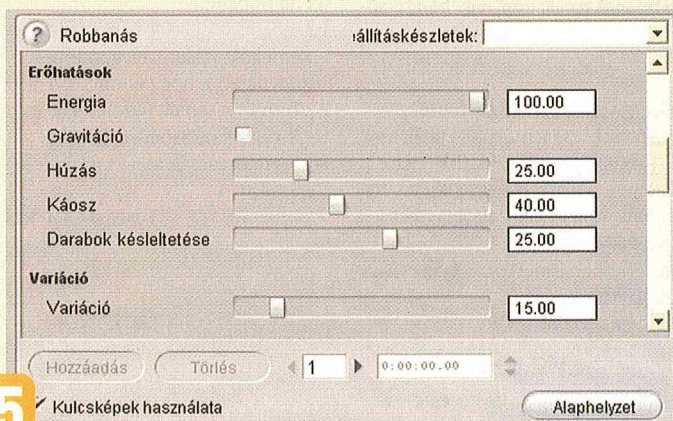 ? Robbanás állításkészletek:
Erőhatások
Energia 100.00
Gravitáció
Húzás 25.00
Káosz 40.00
Darabok késleltetése 25.00
Variáció
Variáció 15.00
Hozzáadás Törlés 1 0:00:00.00
5 Kulcsképek használata Alaphelyzet